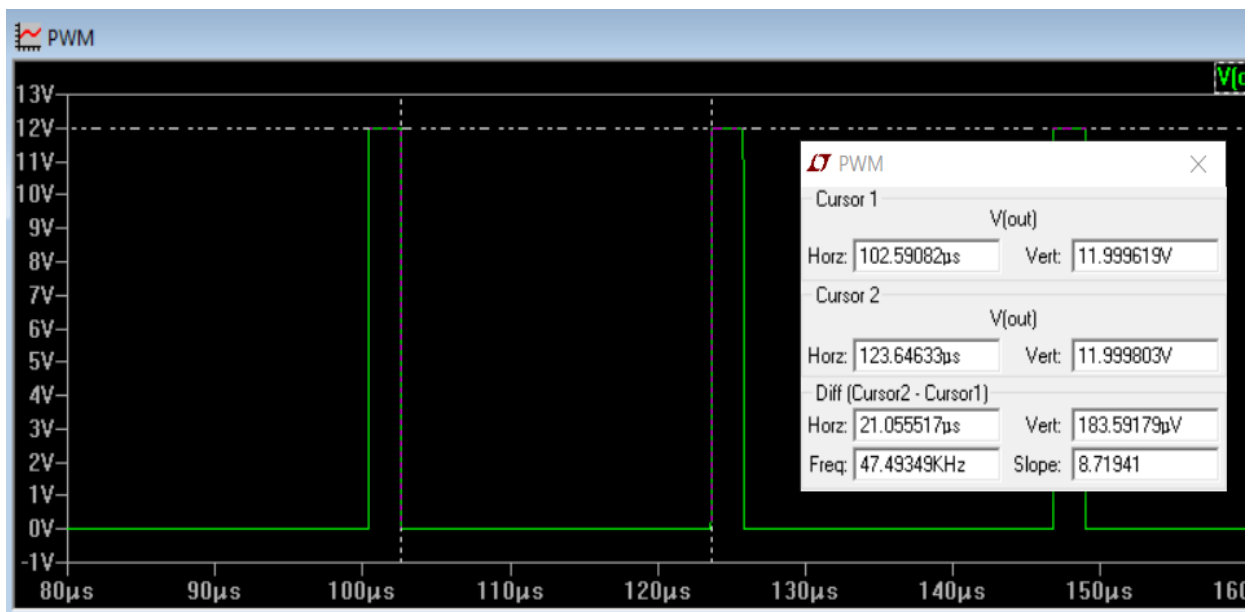 PWM
V(o
13V
12V
11V
10V
9V
8V
7V
6V
5V
4V
3V
2V
1V
0V
-1V
80µs 90µs 100µs 110µs 120µs 130µs 140µs 150µs 160
PWM
Cursor 1
V(out)
Horz: 102.59082µs Vert: 11.999619V
Cursor 2
V(out)
Horz: 123.64633µs Vert: 11.999803V
Diff (Cursor2 - Cursor1)
Horz: 21.055517µs Vert: 183.59179µV
Freq: 47.49349KHz Slope: 8.71941